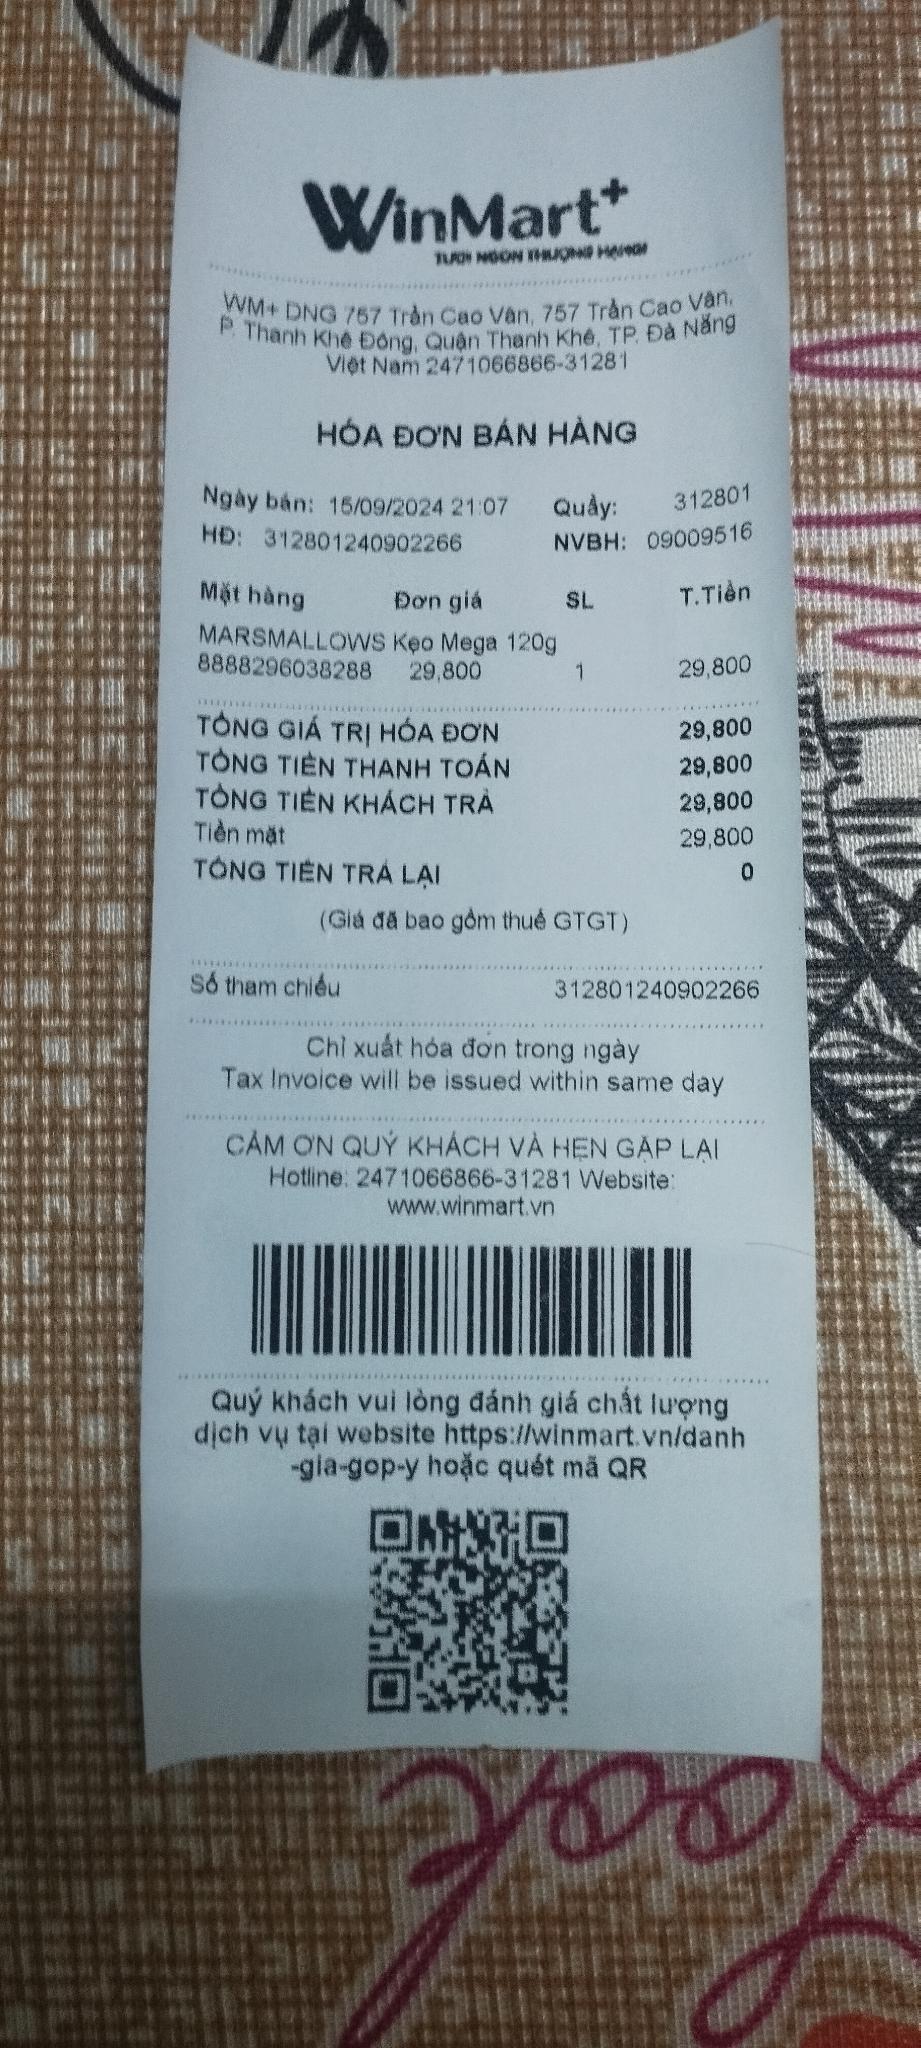 WinMart+
TƯƠI NGON THƯỢNG HẠNG!
WM+ DNG 757 Trần Cao Vân, 757 Trần Cao Vân,
P. Thanh Khê Đông, Quận Thanh Khê, TP. Đà Nẵng
Việt Nam 2471066866-31281
HÓA ĐƠN BÁN HÀNG
Ngày bán: 15/09/2024 21:07 Quầy: 312801
HĐ: 312801240902266 NVBH: 09009516
Mặt hàng Đơn giá SL T.Tiền
MARSMALLOWS Kẹo Mega 120g
8888296038288 29,800 1 29,800
TỔNG GIÁ TRỊ HÓA ĐƠN 29,800
TỔNG TIỀN THANH TOÁN 29,800
TỔNG TIỀN KHÁCH TRẢ 29,800
Tiền mặt 29,800
TỔNG TIỀN TRẢ LẠI 0
(Giá đã bao gồm thuế GTGT)
Số tham chiếu 312801240902266
Chỉ xuất hóa đơn trong ngày
Tax Invoice will be issued within same day
CẢM ƠN QUÝ KHÁCH VÀ HẸN GẶP LẠI
Hotline: 2471066866-31281 Website:
www.winmart.vn
Quý khách vui lòng đánh giá chất lượng
dịch vụ tại website https://winmart.vn/danh
-gia-gop-y hoặc quét mã QR